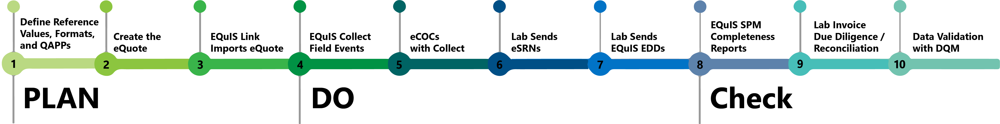 Define Reference
Values, Formats,
and QAPPs
Create the
eQuote
EQuIS Link
Imports eQuote
EQuIS Collect
Field Events
eCOCs
with Collect
Lab Sends
eSRNs
Lab Sends
EQuIS EDDs
EQuIS SPM
Completeness
Reports
Lab Invoice
Due Diligence /
Reconciliation
Data Validation
with DQM
1
2
3
4
5
6
7
8
9
10
PLAN
DO
Check